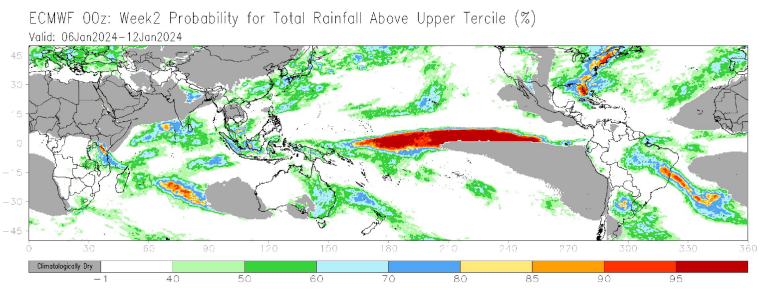 ECMWF 00z: Week2 Probability for Total Rainfall Above Upper Tercile (%)
Valid: 06Jan2024-12Jan2024
45
30
15
0
-15
-30
-45
0 30 60 90 120 150 180 210 240 270 300 330 360
Climatologically Dry
-1 40 50 60 70 80 85 90 95